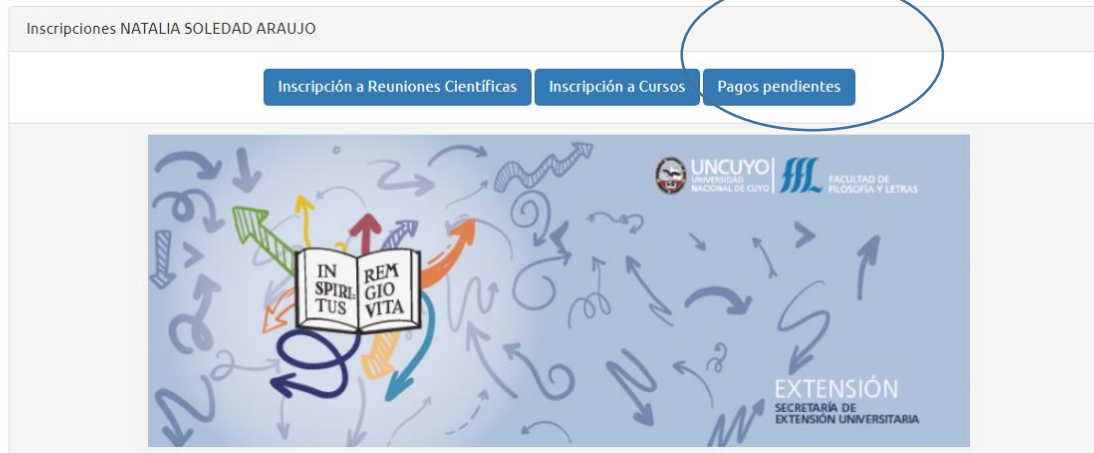 Inscripciones NATALIA SOLEDAD ARAUJO
Inscripción a Reuniones Científicas
Inscripción a Cursos
Pagos pendientes
UNCUYO
UNIVERSIDAD
NACIONAL DE CUYO
FACULTAD DE
FILOSOFÍA Y LETRAS
IN
SPIRI-
TUS
REM
GIO
VITA
EXTENSIÓN
SECRETARÍA DE
EXTENSIÓN UNIVERSITARIA